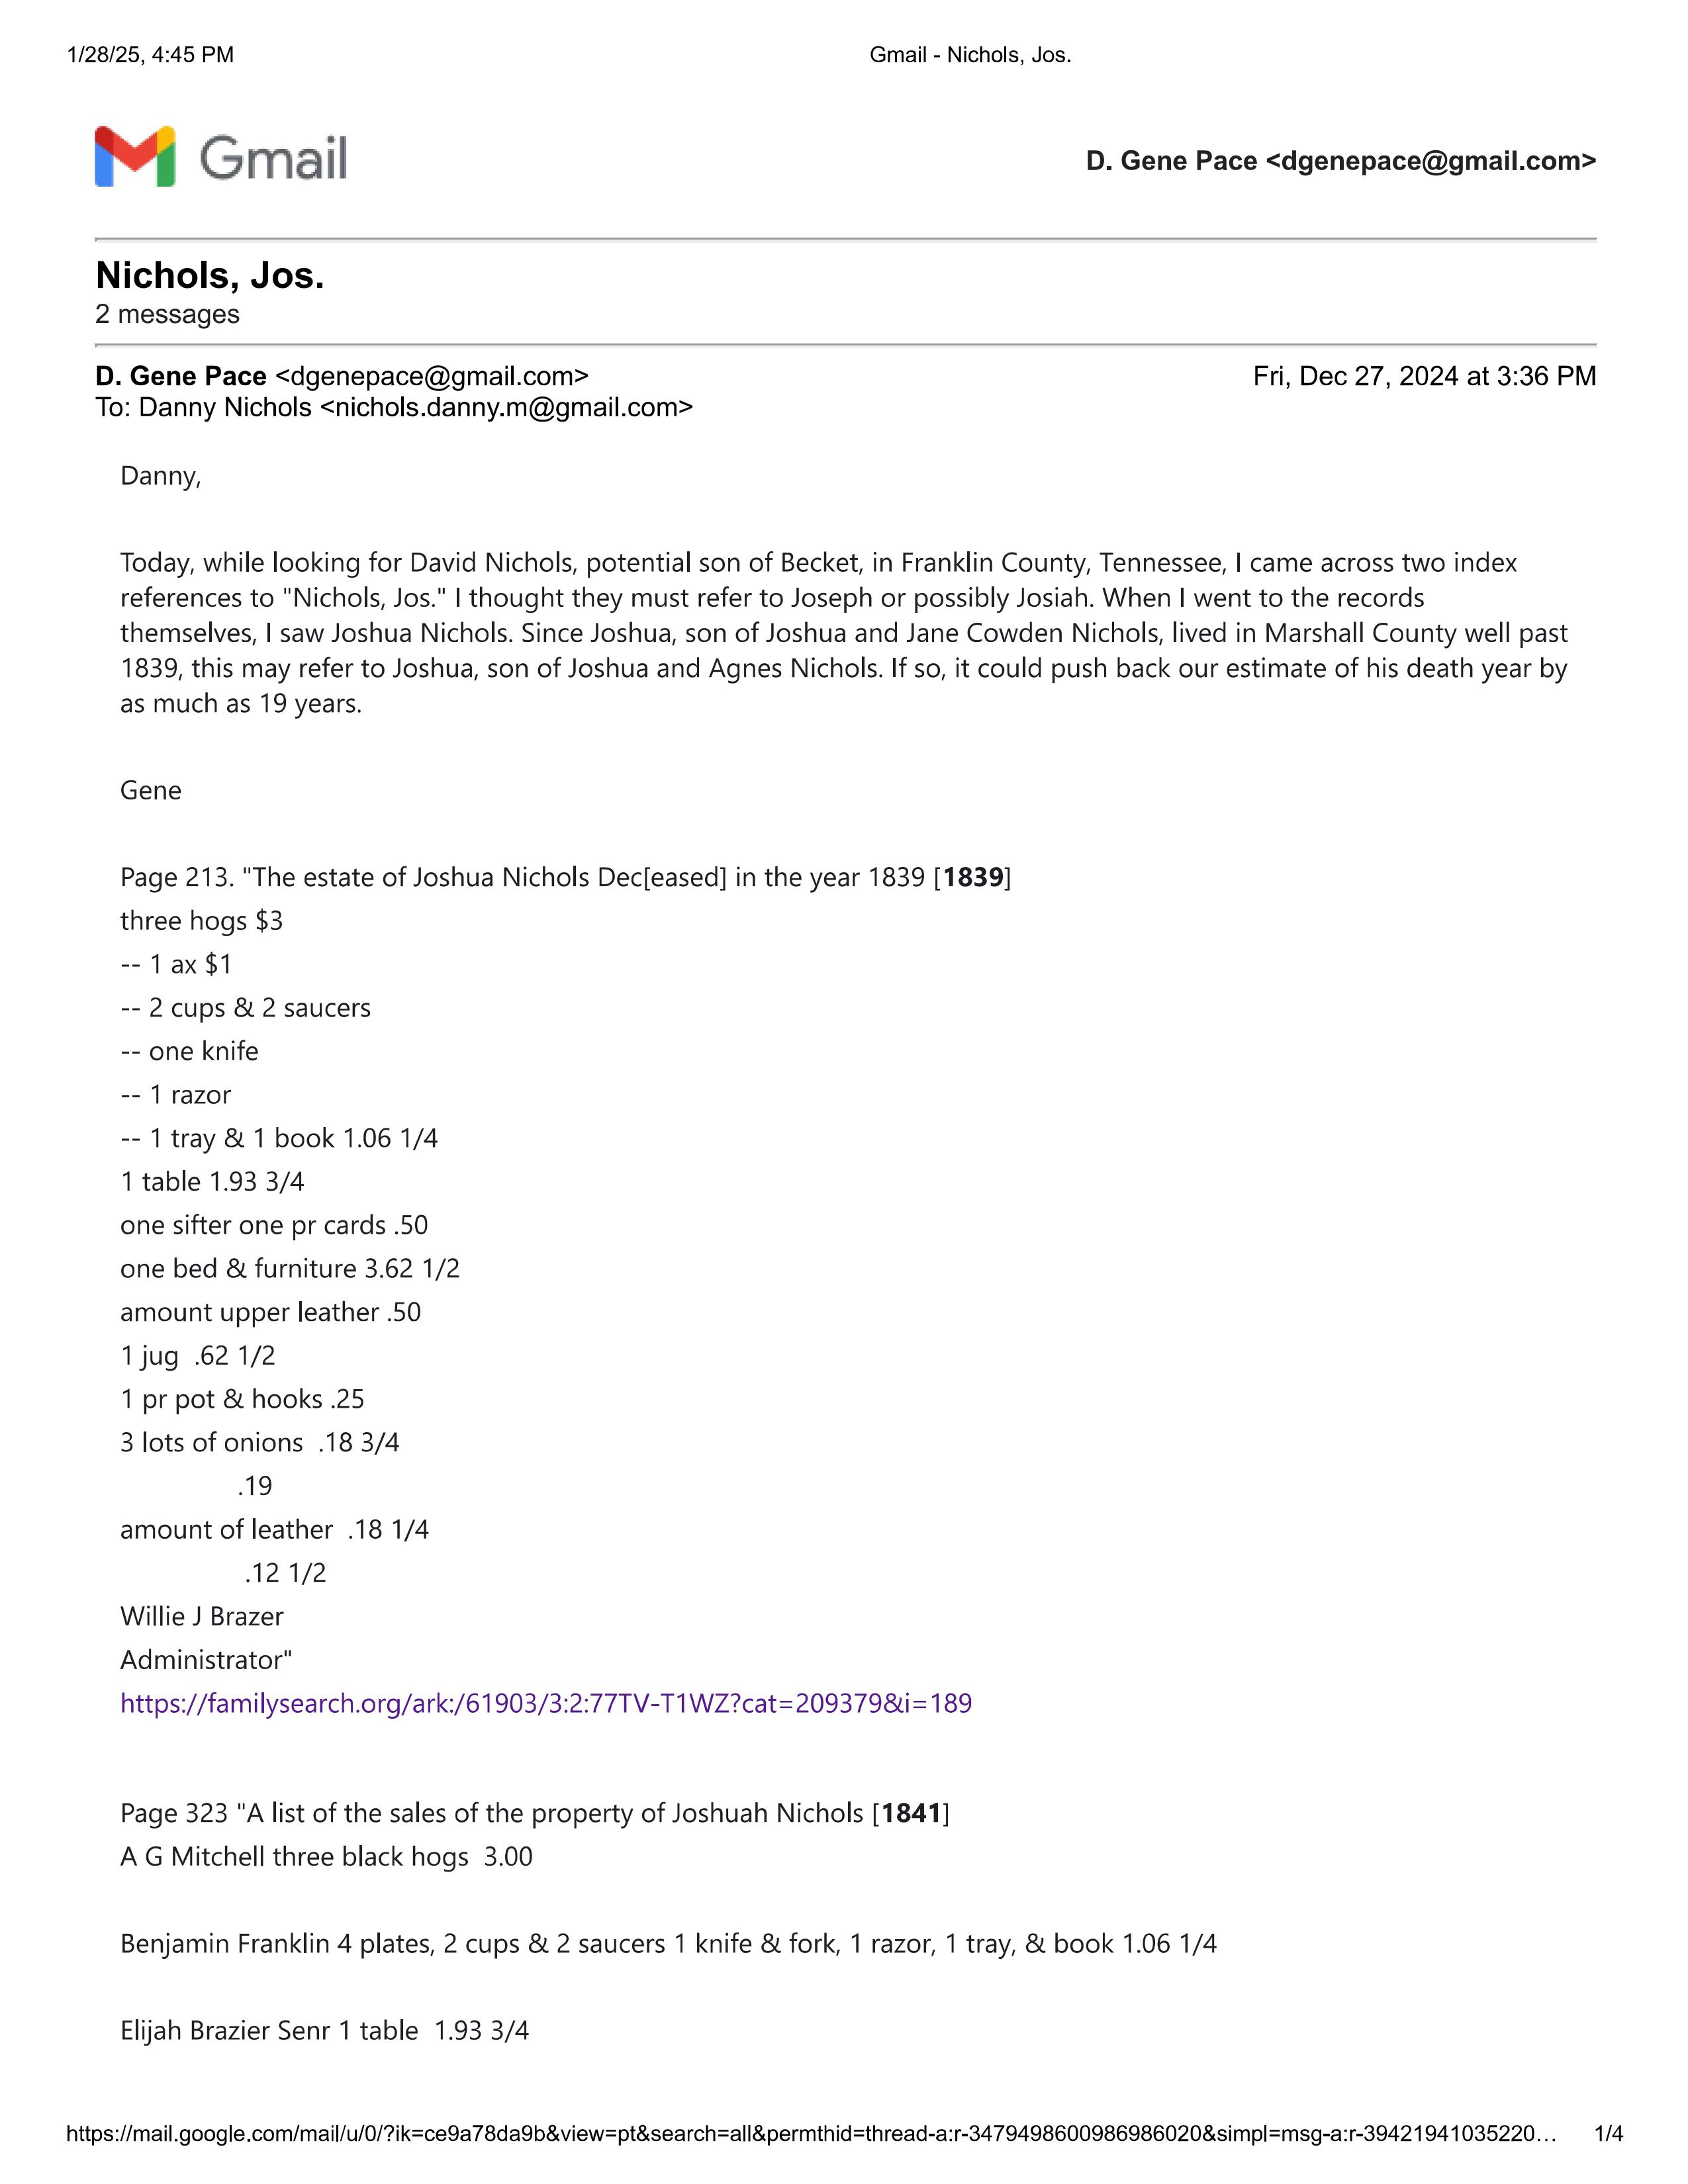 1/28/25, 4:45 PM
Gmail - Nichols, Jos.
Gmail
D. Gene Pace <dgenepace@gmail.com>
Nichols, Jos.
2 messages
D. Gene Pace <dgenepace@gmail.com>
Fri, Dec 27, 2024 at 3:36 PM
To: Danny Nichols <nichols.danny.m@gmail.com>
Danny,
Today, while looking for David Nichols, potential son of Becket, in Franklin County, Tennessee, I came across two index
references to "Nichols, Jos." I thought they must refer to Joseph or possibly Josiah. When I went to the records
themselves, I saw Joshua Nichols. Since Joshua, son of Joshua and Jane Cowden Nichols, lived in Marshall County well past
1839, this may refer to Joshua, son of Joshua and Agnes Nichols. If so, it could push back our estimate of his death year by
as much as 19 years.
Gene
Page 213. "The estate of Joshua Nichols Dec[eased] in the year 1839 [1839]
three hogs $3
-- 1 ax $1
-- 2 cups & 2 saucers
-- one knife
-- 1 razor
-- 1 tray & 1 book 1.06 1/4
1 table 1.93 3/4
one sifter one pr cards .50
one bed & furniture 3.62 1/2
amount upper leather .50
1 jug .62 1/2
1 pr pot & hooks .25
3 lots of onions .18 3/4
.19
amount of leather .18 1/4
.12 1/2
Willie J Brazer
Administrator"
https://familysearch.org/ark:/61903/3:2:77TV-T1WZ?cat=209379&i=189
Page 323 "A list of the sales of the property of Joshuah Nichols [1841]
A G Mitchell three black hogs 3.00
Benjamin Franklin 4 plates, 2 cups & 2 saucers 1 knife & fork, 1 razor, 1 tray, & book 1.06 1/4
Elijah Brazier Senr 1 table 1.93 3/4
https://mail.google.com/mail/u/0/?ik=ce9a78da9b&view=pt&search=all&permthid=thread-a:r-3479498600986986020&simpl=msg-a:r-39421941035220…
1/4